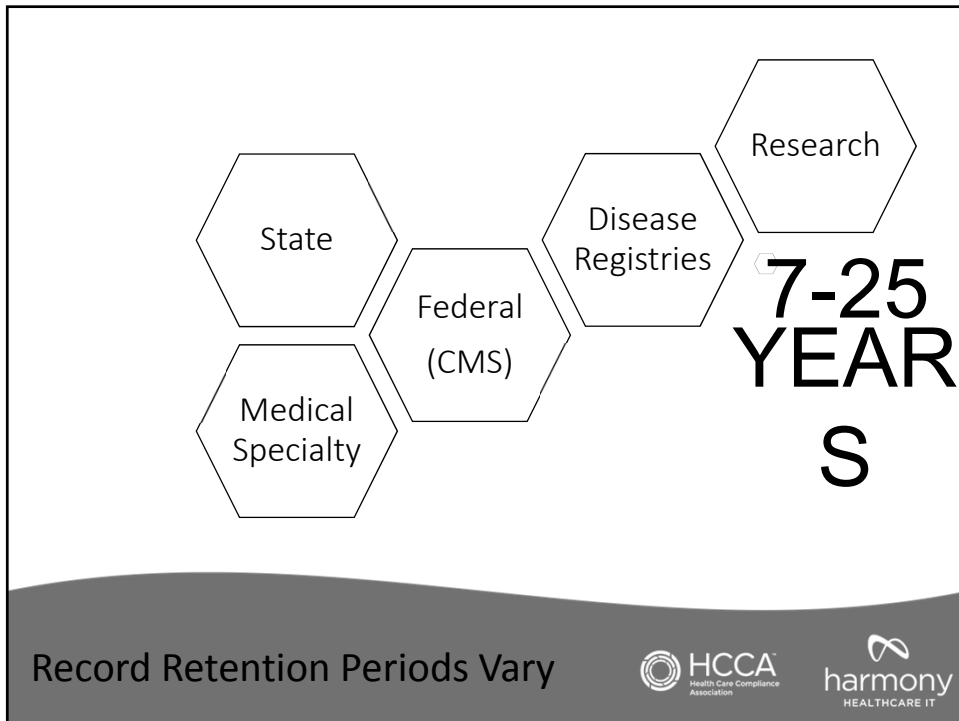 Research
State
Disease
Registries
Federal
(CMS)
Medical
Specialty
7-25
YEAR
S
Record Retention Periods Vary
HCCA™
Health Care Compliance
Association
harmony
HEALTHCARE IT